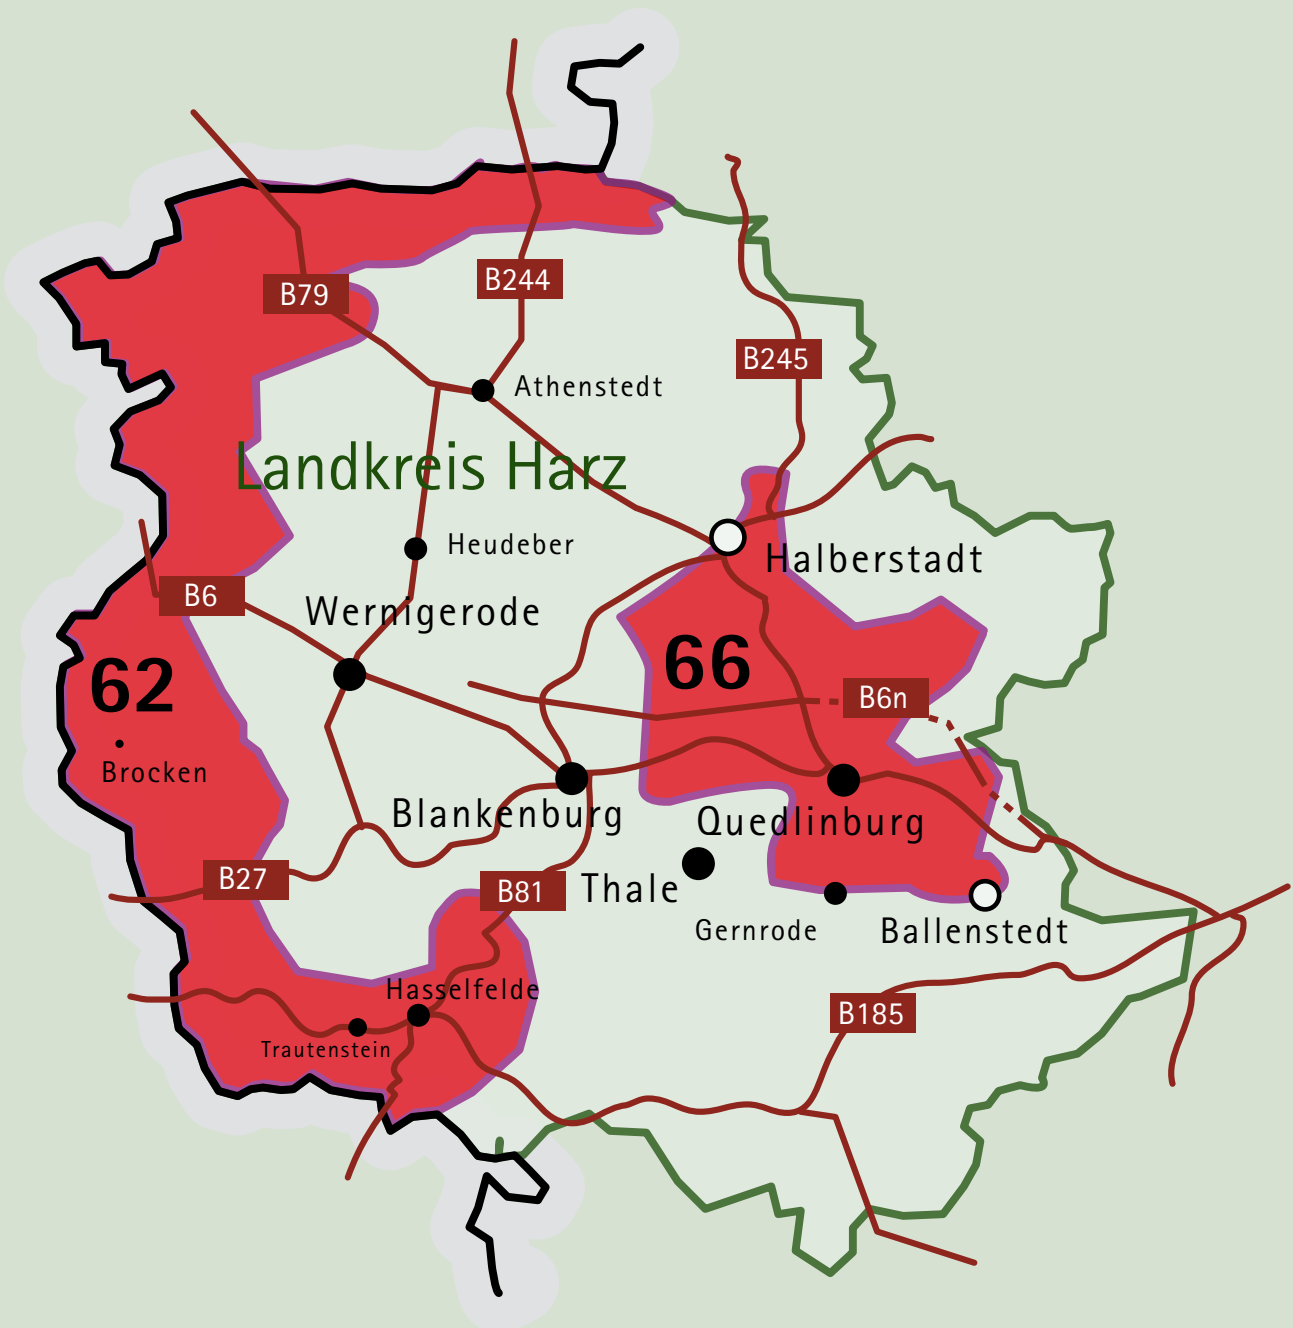 B244
B79
B245
Athenstedt
Landkreis Harz
Heudeber
Halberstadt
B6
Wernigerode
66
62
B6n
Brocken
Blankenburg
Quedlinburg
B27
B81
Thale
Gernrode
Ballenstedt
Hasselfelde
B185
Trautenstein